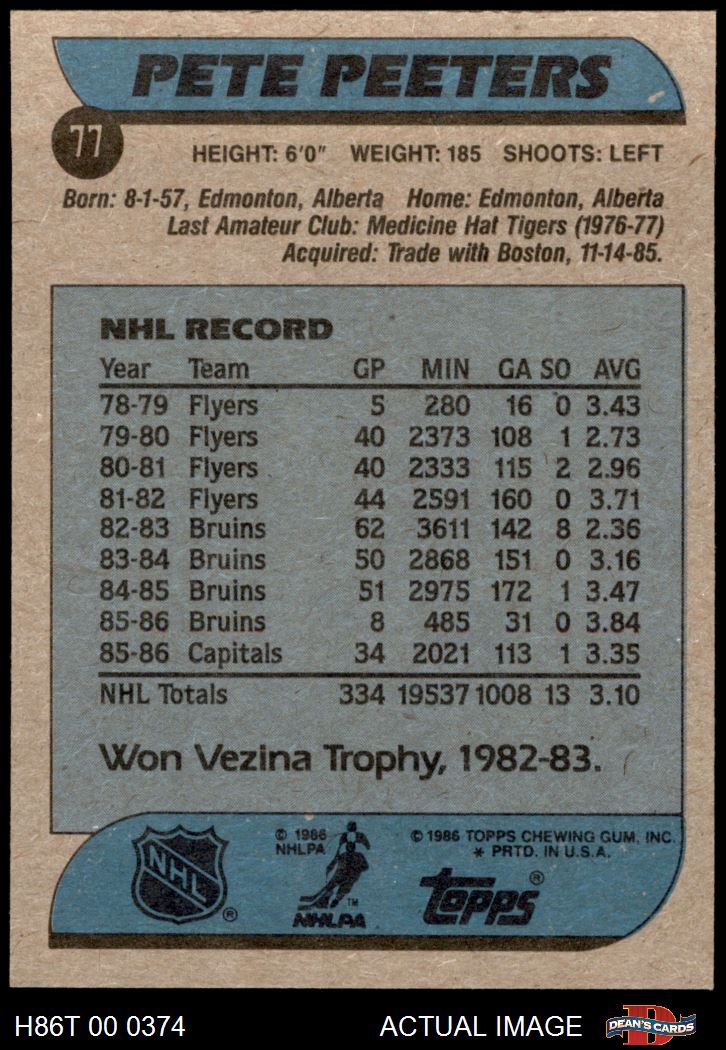 PETE PEETERS
77
HEIGHT: 6'0" WEIGHT: 185 SHOOTS: LEFT
Born: 8-1-57, Edmonton, Alberta Home: Edmonton, Alberta
Last Amateur Club: Medicine Hat Tigers (1976-77)
Acquired: Trade with Boston, 11-14-85.
NHL RECORD
Year Team GP MIN GA SO AVG
78-79 Flyers 5 280 16 0 3.43
79-80 Flyers 40 2373 108 1 2.73
80-81 Flyers 40 2333 115 2 2.96
81-82 Flyers 44 2591 160 0 3.71
82-83 Bruins 62 3611 142 8 2.36
83-84 Bruins 50 2868 151 0 3.16
84-85 Bruins 51 2975 172 1 3.47
85-86 Bruins 8 485 31 0 3.84
85-86 Capitals 34 2021 113 1 3.35
NHL Totals 334 19537 1008 13 3.10
Won Vezina Trophy, 1982-83.
NHL ®
© 1986
NHLPA
™
NHLPA
© 1986 TOPPS CHEWING GUM, INC.
* PRTD. IN U.S.A.
topps ®
H86T 00 0374 ACTUAL IMAGE
D
DEAN'S CARDS